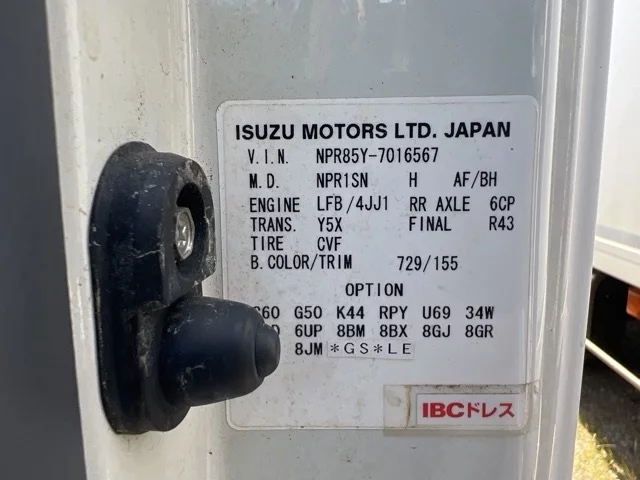 ISUZU MOTORS LTD. JAPAN
V.I.N. NPR85Y-7016567
M.D. NPR1SN H AF/BH
ENGINE LFB/4JJ1 RR AXLE 6CP
TRANS. Y5X FINAL R43
TIRE CVF
B.COLOR/TRIM 729/155
OPTION
G50 K44 RPY U69 34W
6UP 8BM 8BX 8GJ 8GR
8JM *GS*LE
IBCドレス